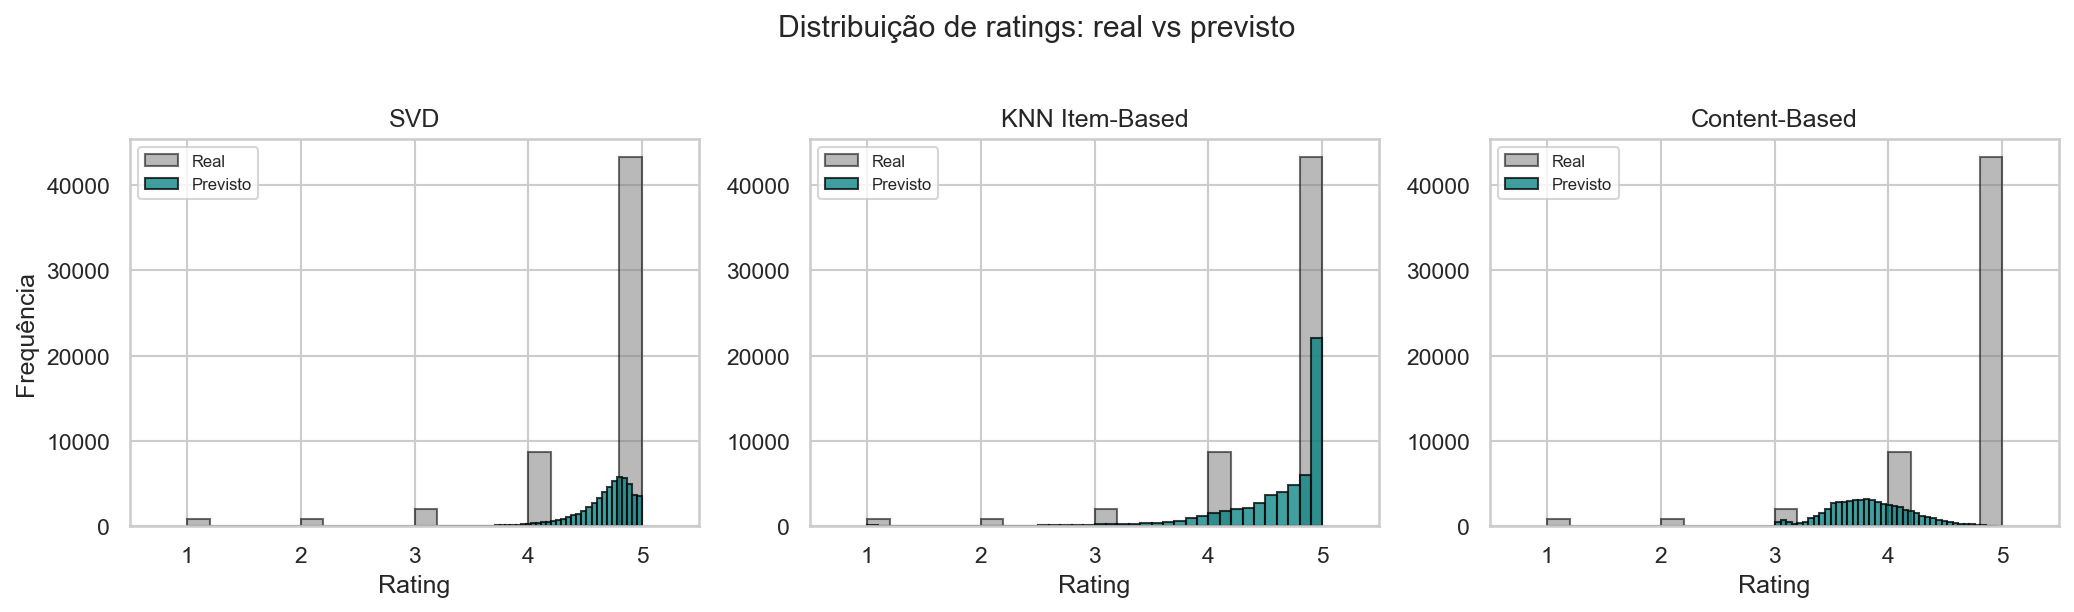 Distribuição de ratings: real vs previsto
SVD
Real
Previsto
Frequência
40000
30000
20000
10000
0
1 2 3 4 5
Rating
KNN Item-Based
Real
Previsto
40000
30000
20000
10000
0
1 2 3 4 5
Rating
Content-Based
Real
Previsto
40000
30000
20000
10000
0
1 2 3 4 5
Rating